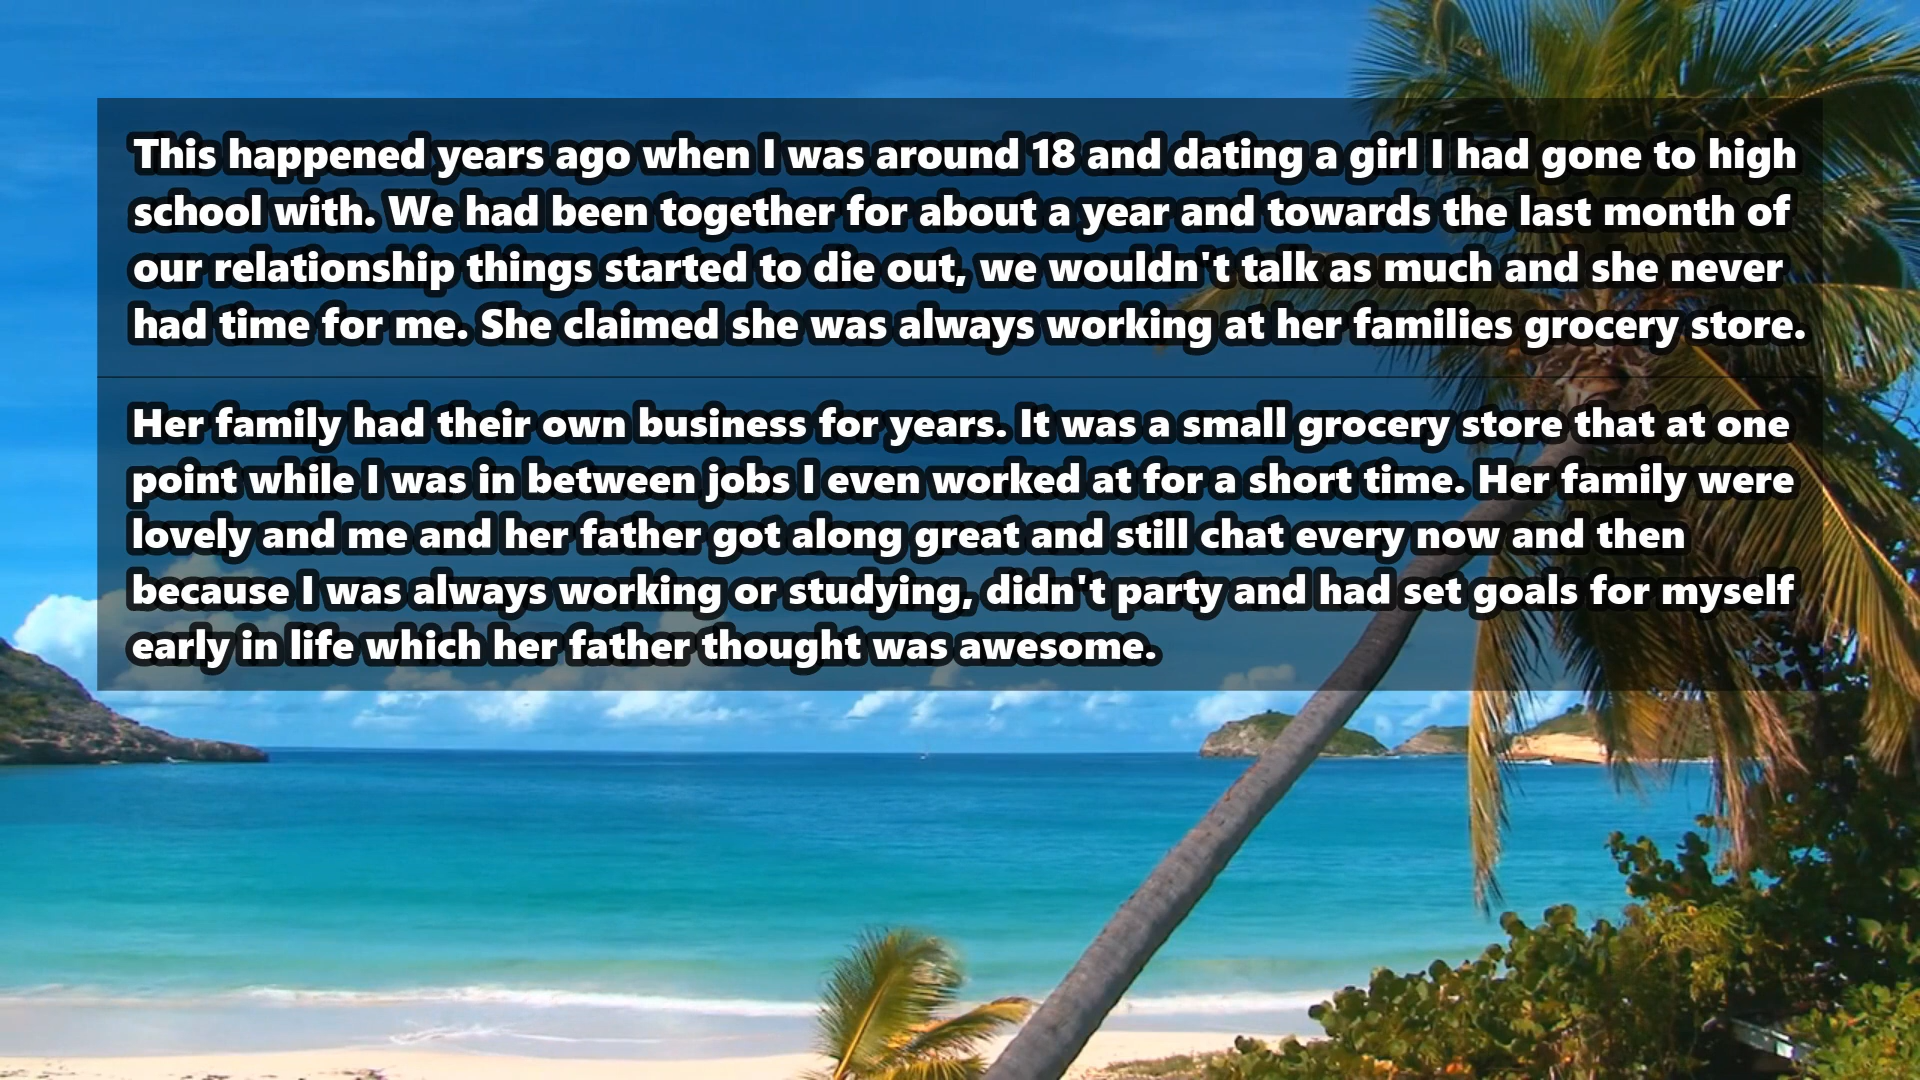 This happened years ago when I was around 18 and dating a girl I had gone to high
school with. We had been together for about a year and towards the last month of
our relationship things started to die out, we wouldn't talk as much and she never
had time for me. She claimed she was always working at her families grocery store.
Her family had their own business for years. It was a small grocery store that at one
point while I was in between jobs I even worked at for a short time. Her family were
lovely and me and her father got along great and still chat every now and then
because I was always working or studying, didn't party and had set goals for myself
early in life which her father thought was awesome.